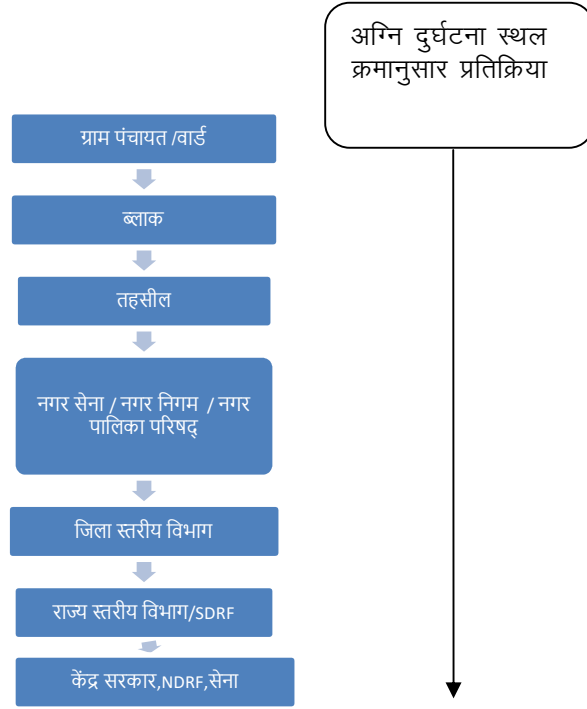 अग्नि दुर्घटना स्थल
क्रमानुसार प्रतिक्रिया
ग्राम पंचायत /वार्ड
ब्लाक
तहसील
नगर सेना / नगर निगम / नगर
पालिका परिषद्
जिला स्तरीय विभाग
राज्य स्तरीय विभाग/SDRF
केंद्र सरकार,NDRF,सेना